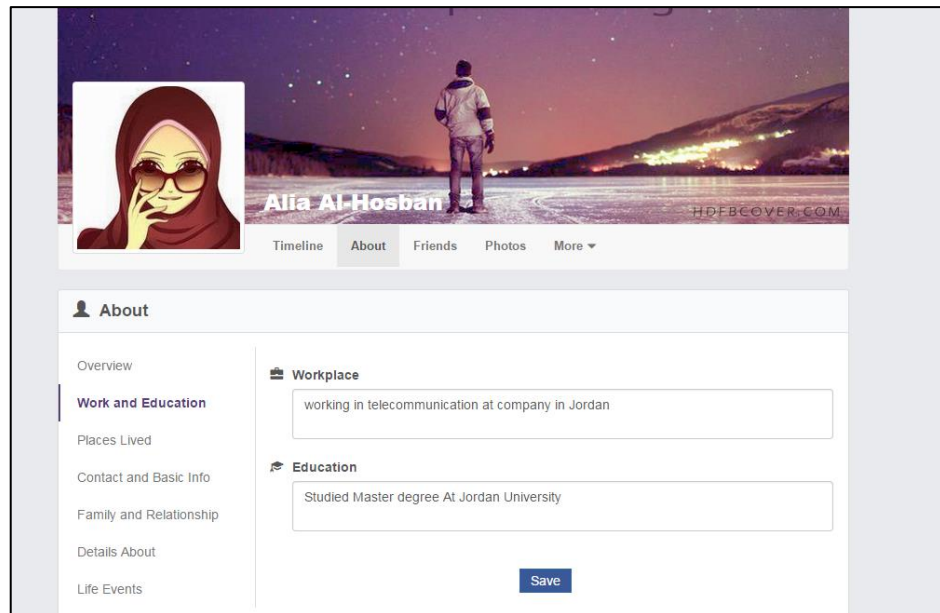 Alia Al-Hosban
HDFBCOVER.COM
Timeline About Friends Photos More
About
Overview
Work and Education
Places Lived
Contact and Basic Info
Family and Relationship
Details About
Life Events
Workplace
working in telecommunication at company in Jordan
Education
Studied Master degree At Jordan University
Save